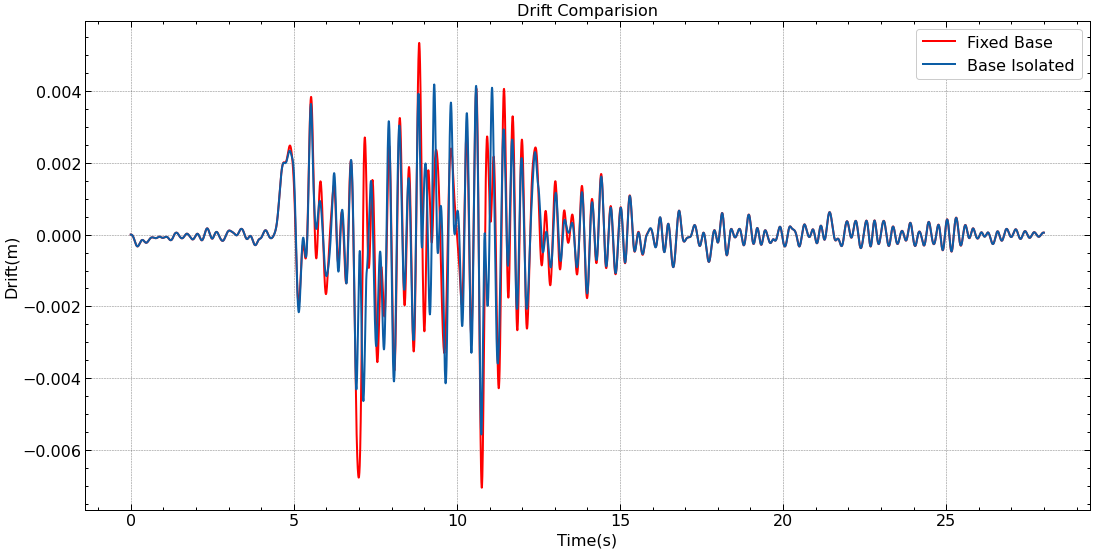 Drift Comparision
Fixed Base
Base Isolated
0.004
0.002
0.000
−0.002
−0.004
−0.006
Drift(m)
0 5 10 15 20 25
Time(s)